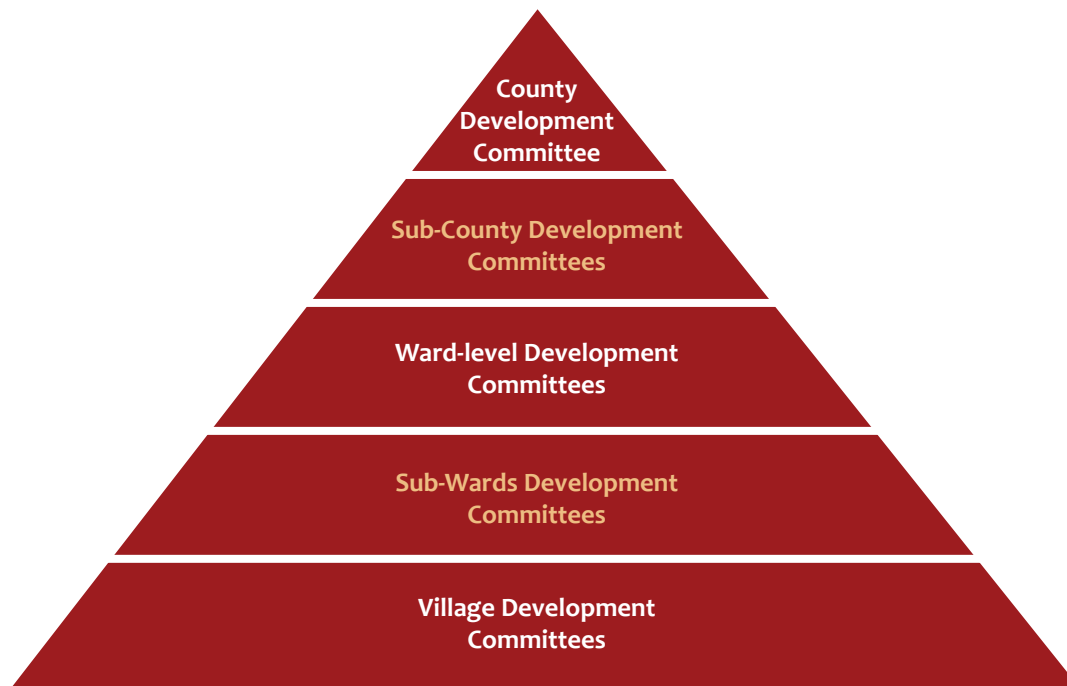 County
Development
Committee
Sub-County Development
Committees
Ward-level Development
Committees
Sub-Wards Development
Committees
Village Development
Committees